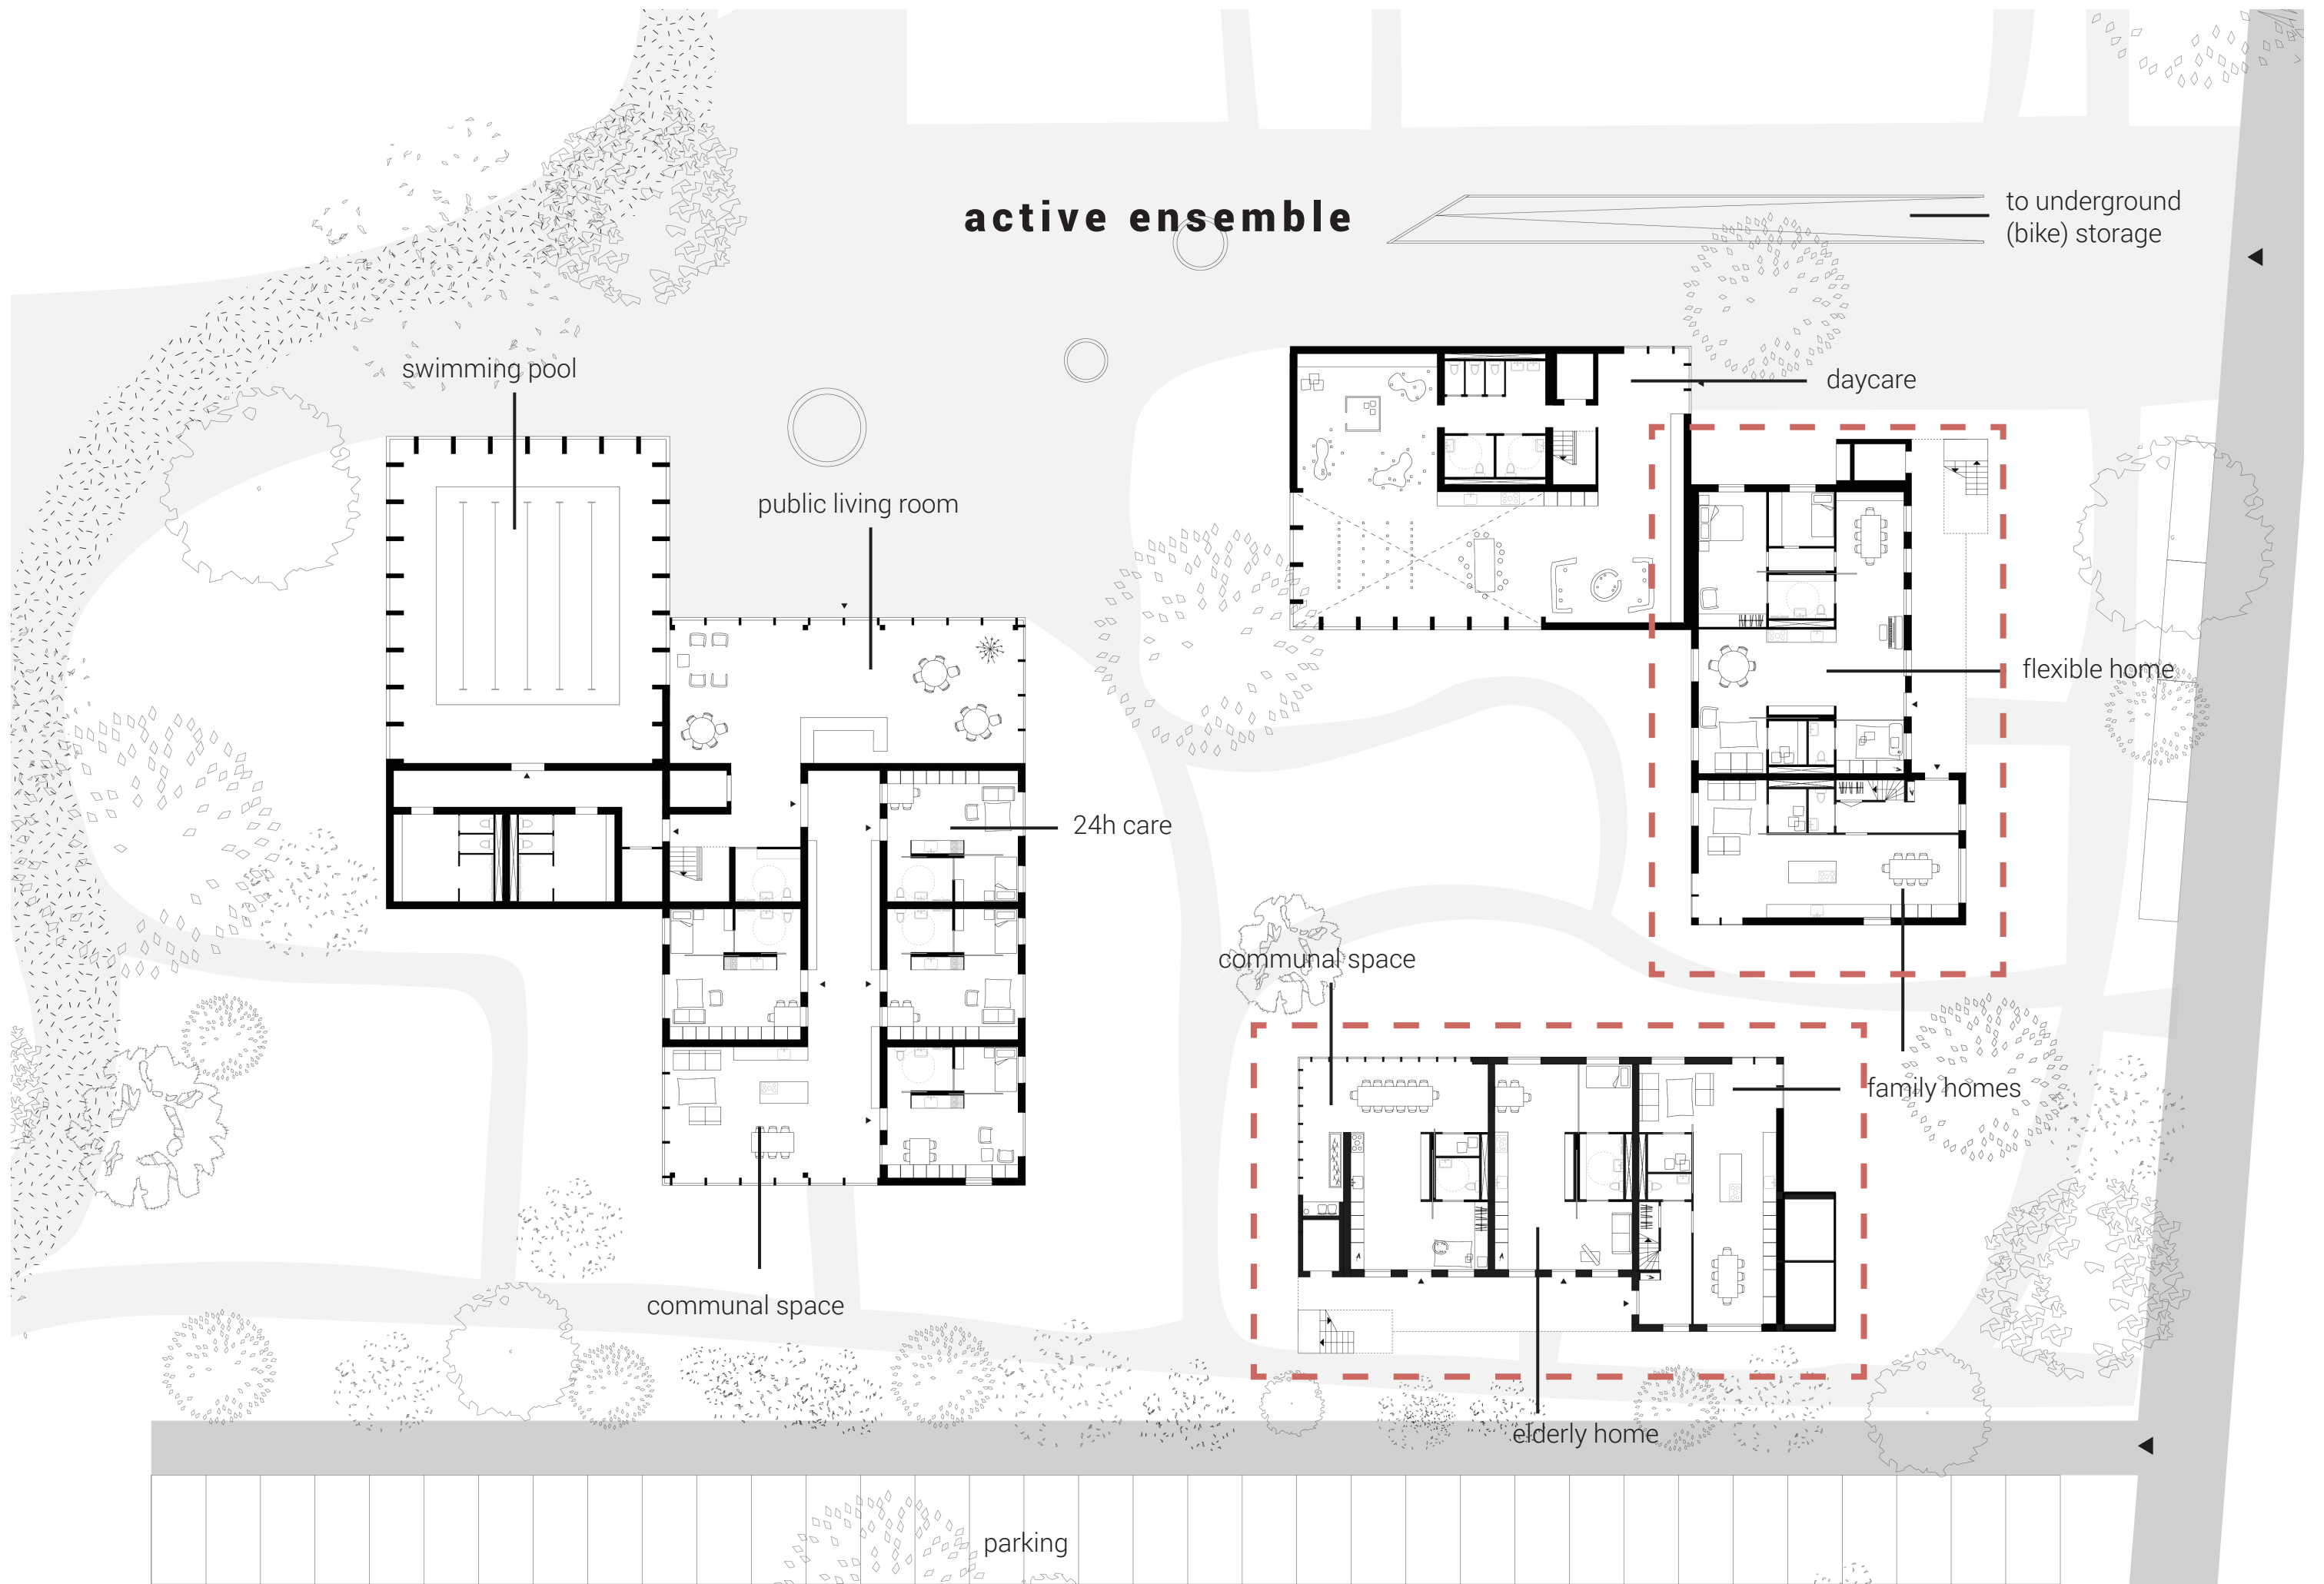 active ensemble
to underground
(bike) storage
swimming pool
daycare
public living room
flexible home
24h care
communal space
family homes
communal space
elderly home
parking